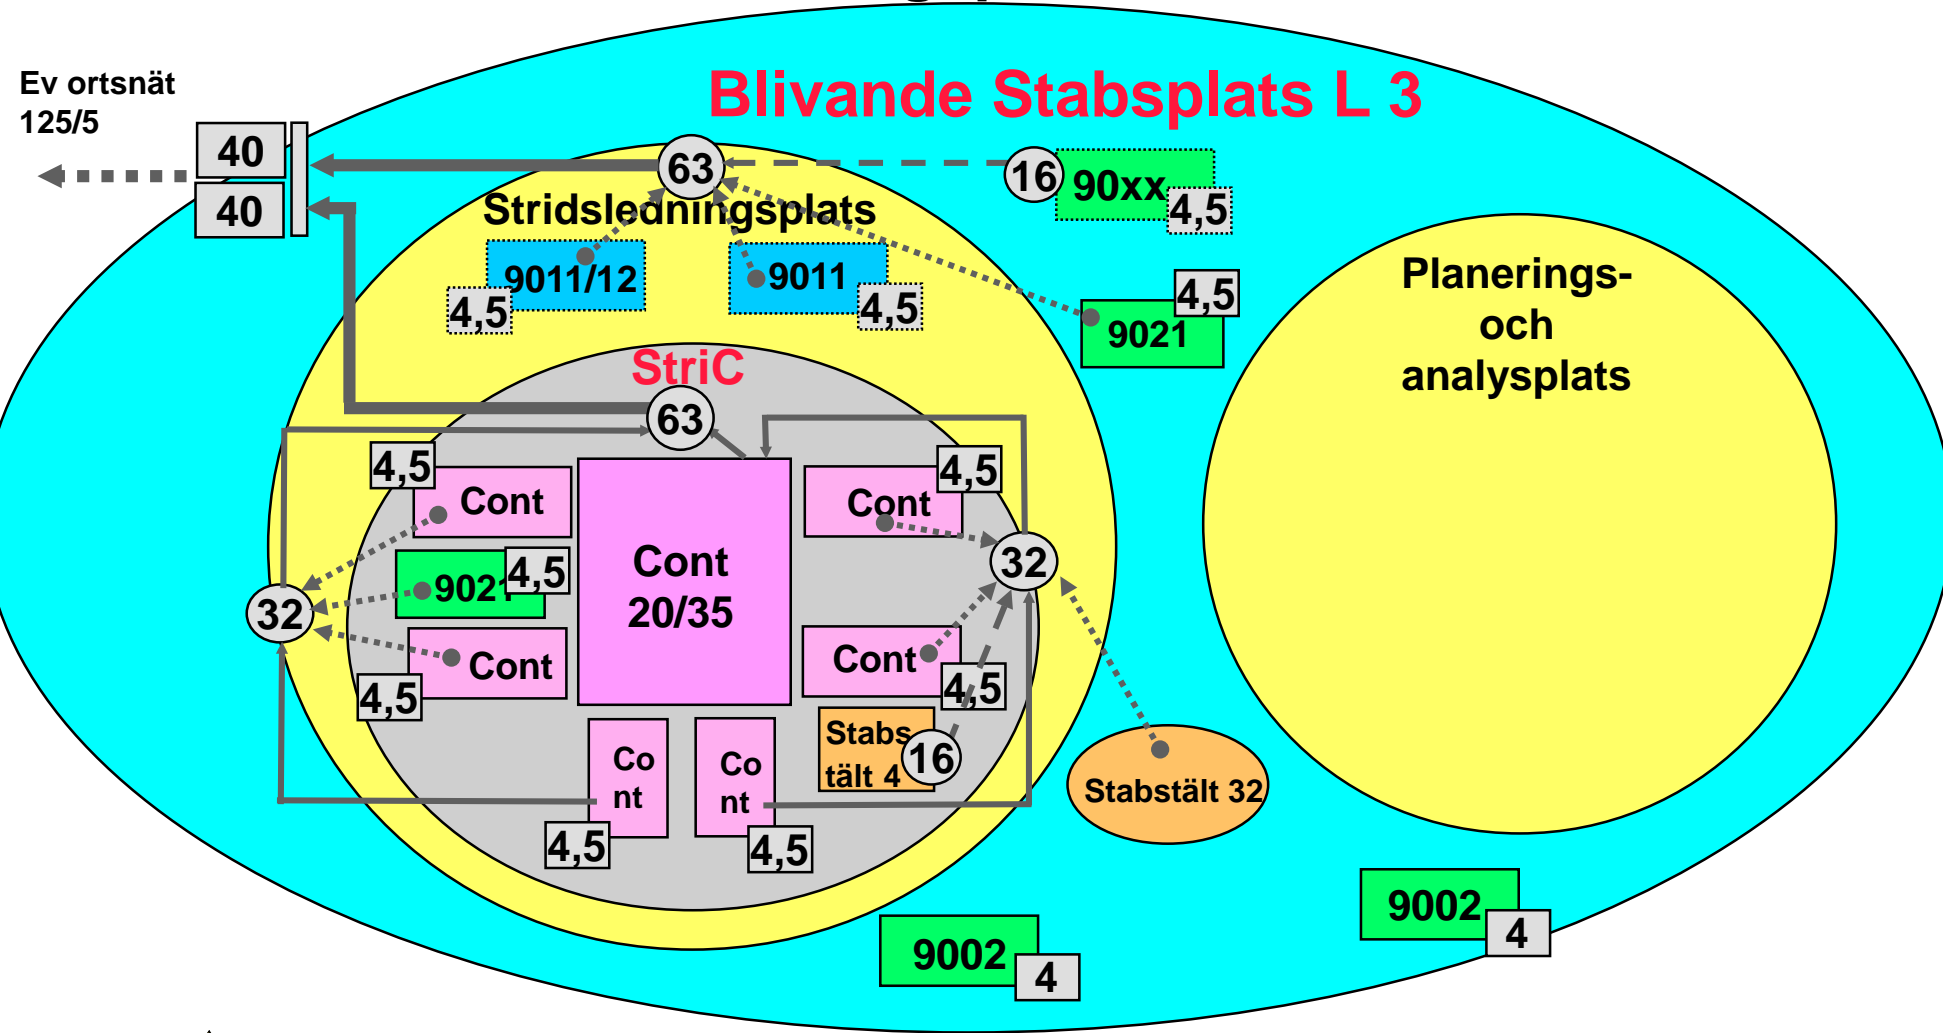 Blivande Stabsplats L 3
Ev ortsnät
125/5
40
40
63
16
90xx
4,5
Stridsledningsplats
9011/12
4,5
9011
4,5
4,5
9021
Planerings-
och
analysplats
StriC
63
4,5
Cont
4,5
Cont
9021
4,5
32
32
Cont
20/35
Cont
4,5
Cont
4,5
Stabs
tält 4
16
Co
nt
4,5
Co
nt
4,5
Stabstält 32
9002
4
9002
4